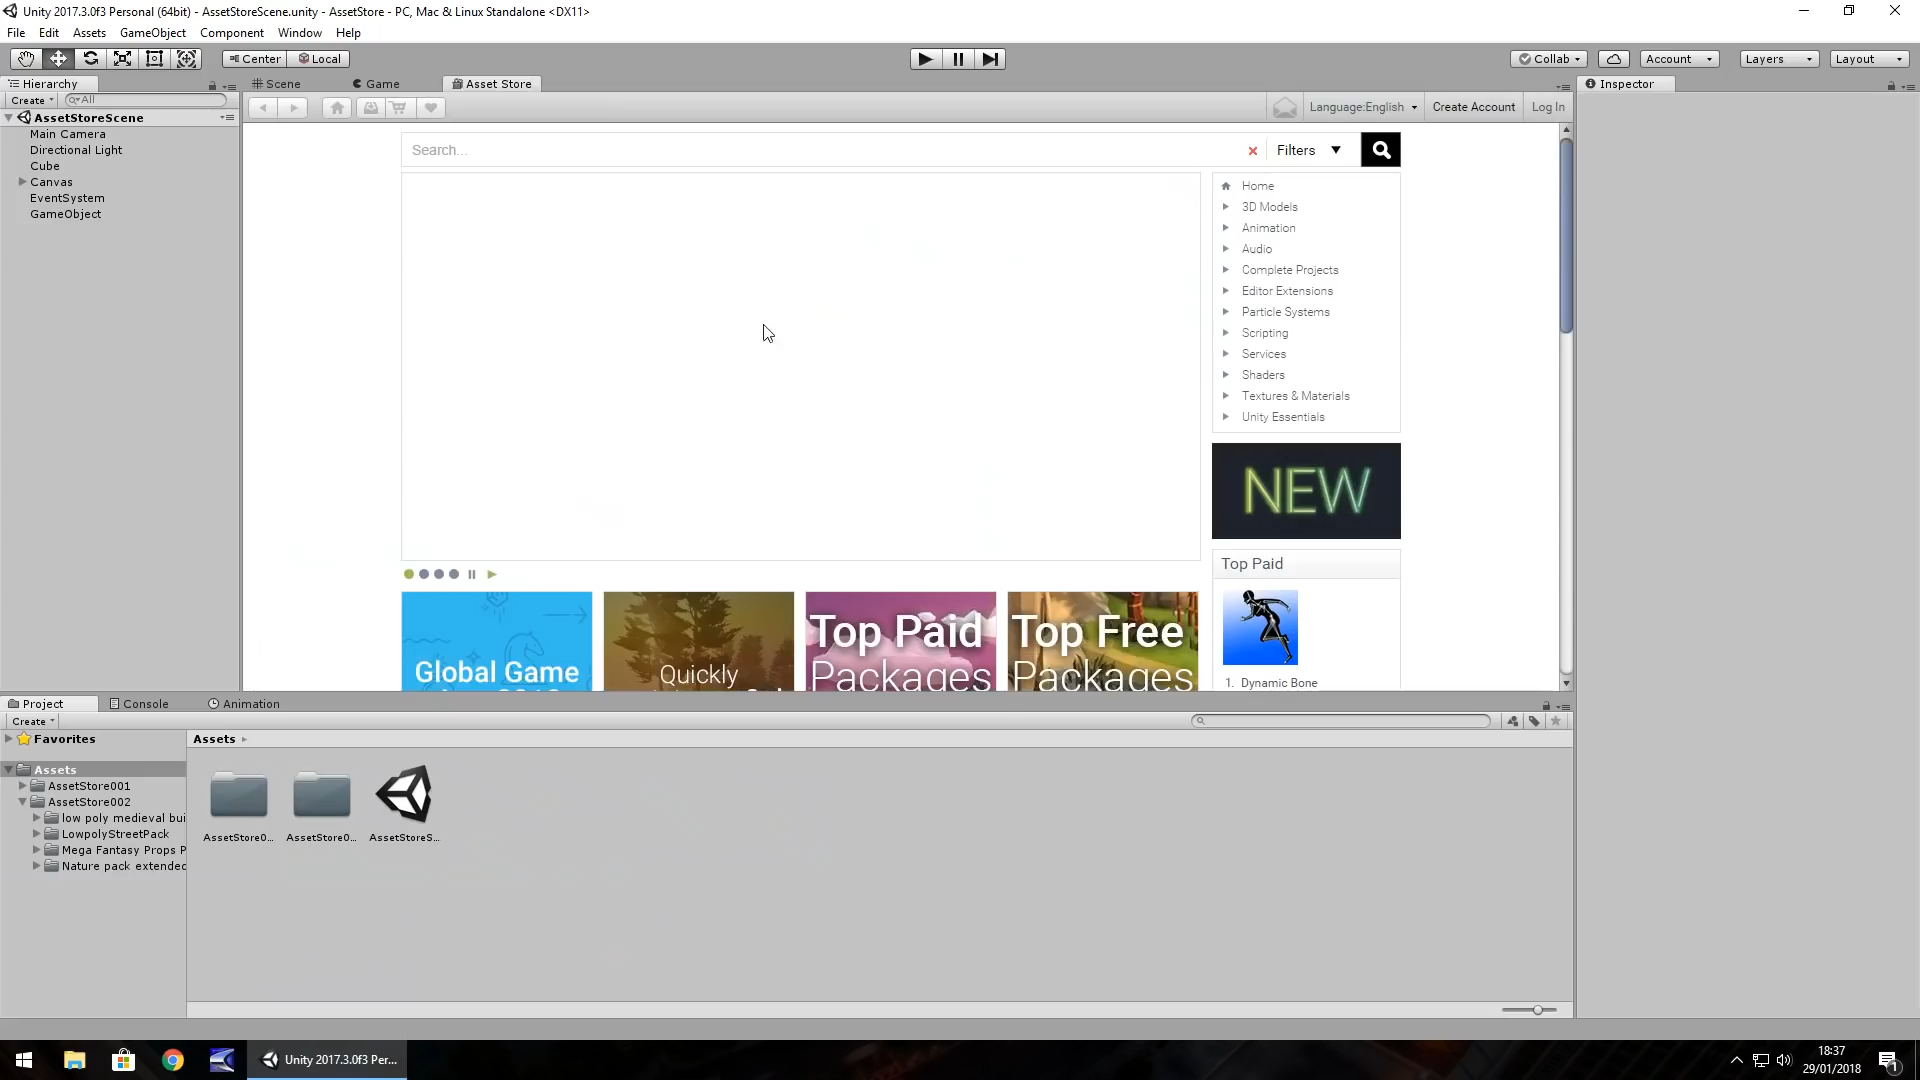 Unity 2017.3.0f3 Personal (64bit) - AssetStoreScene.unity - AssetStore - PC, Mac & Linux Standalone <DX11>
File Edit Assets GameObject Component Window Help
Center Local
Collab Account Layers Layout
Hierarchy
Scene Game Asset Store
Inspector
Create All
Language:English Create Account Log In
AssetStoreScene
Main Camera
Directional Light
Cube
Canvas
EventSystem
GameObject
Search...
Filters
Home
3D Models
Animation
Audio
Complete Projects
Editor Extensions
Particle Systems
Scripting
Services
Shaders
Textures & Materials
Unity Essentials
NEW
Top Paid
1. Dynamic Bone
Global Game
Quickly
Top Paid
Packages
Top Free
Packages
Project Console Animation
Create
Favorites
Assets
AssetStore001
AssetStore002
low poly medieval bui
LowpolyStreetPack
Mega Fantasy Props P
Nature pack extended
Assets
AssetStore0...
AssetStore0...
AssetStoreS...
Unity 2017.3.0f3 Per...
18:37
29/01/2018
1